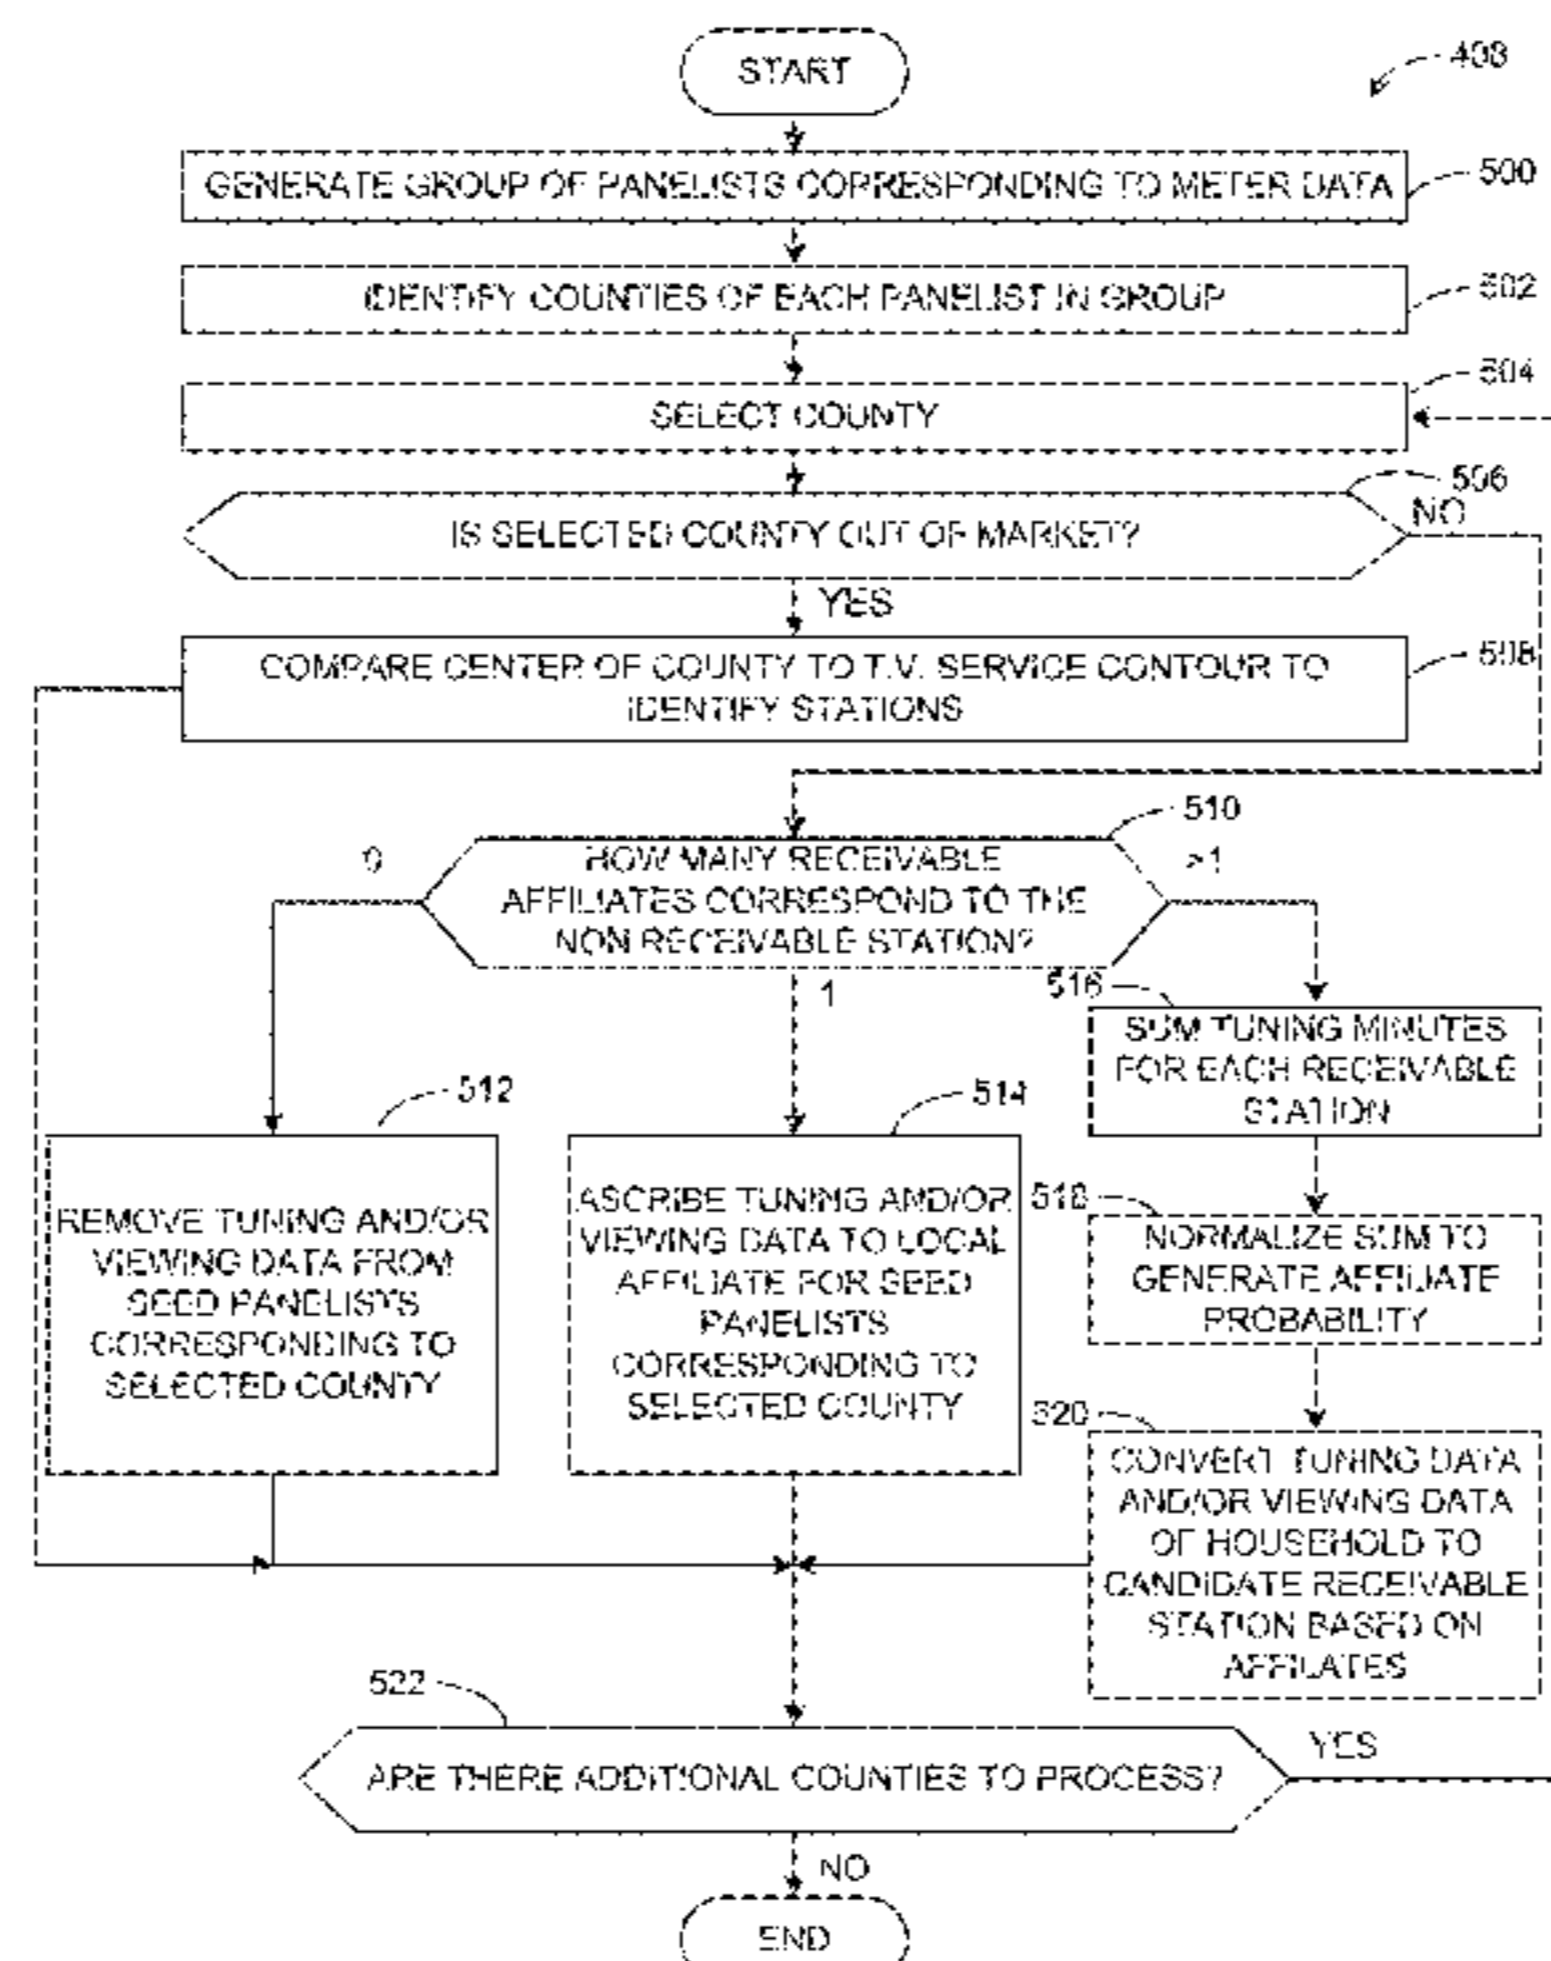 START
408
GENERATE GROUP OF PANELISTS CORRESPONDING TO METER DATA
500
IDENTIFY COUNTIES OF EACH PANELIST IN GROUP
502
SELECT COUNTY
504
IS SELECTED COUNTY OUT OF MARKET?
506
NO
YES
COMPARE CENTER OF COUNTY TO T.V. SERVICE CONTOUR TO
IDENTIFY STATIONS
508
510
0
HOW MANY RECEIVABLE
AFFILIATES CORRESPOND TO THE
NON RECEIVABLE STATION?
>1
1
516
SUM TUNING MINUTES
FOR EACH RECEIVABLE
STATION
512
REMOVE TUNING AND/OR
VIEWING DATA FROM
SEED PANELISTS
CORRESPONDING TO
SELECTED COUNTY
514
ASCRIBE TUNING AND/OR
VIEWING DATA TO LOCAL
AFFILIATE FOR SEED
PANELISTS
CORRESPONDING TO
SELECTED COUNTY
518
NORMALIZE SUM TO
GENERATE AFFILIATE
PROBABILITY
520
CONVERT TUNING DATA
AND/OR VIEWING DATA
OF HOUSEHOLD TO
CANDIDATE RECEIVABLE
STATION BASED ON
AFFILATES
522
ARE THERE ADDITIONAL COUNTIES TO PROCESS?
YES
NO
END